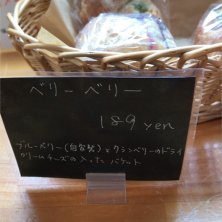 ベリーベリー
189 yen
ブルーベリー(自家製)とクランベリーのドライ
クリームチーズの入った バケット